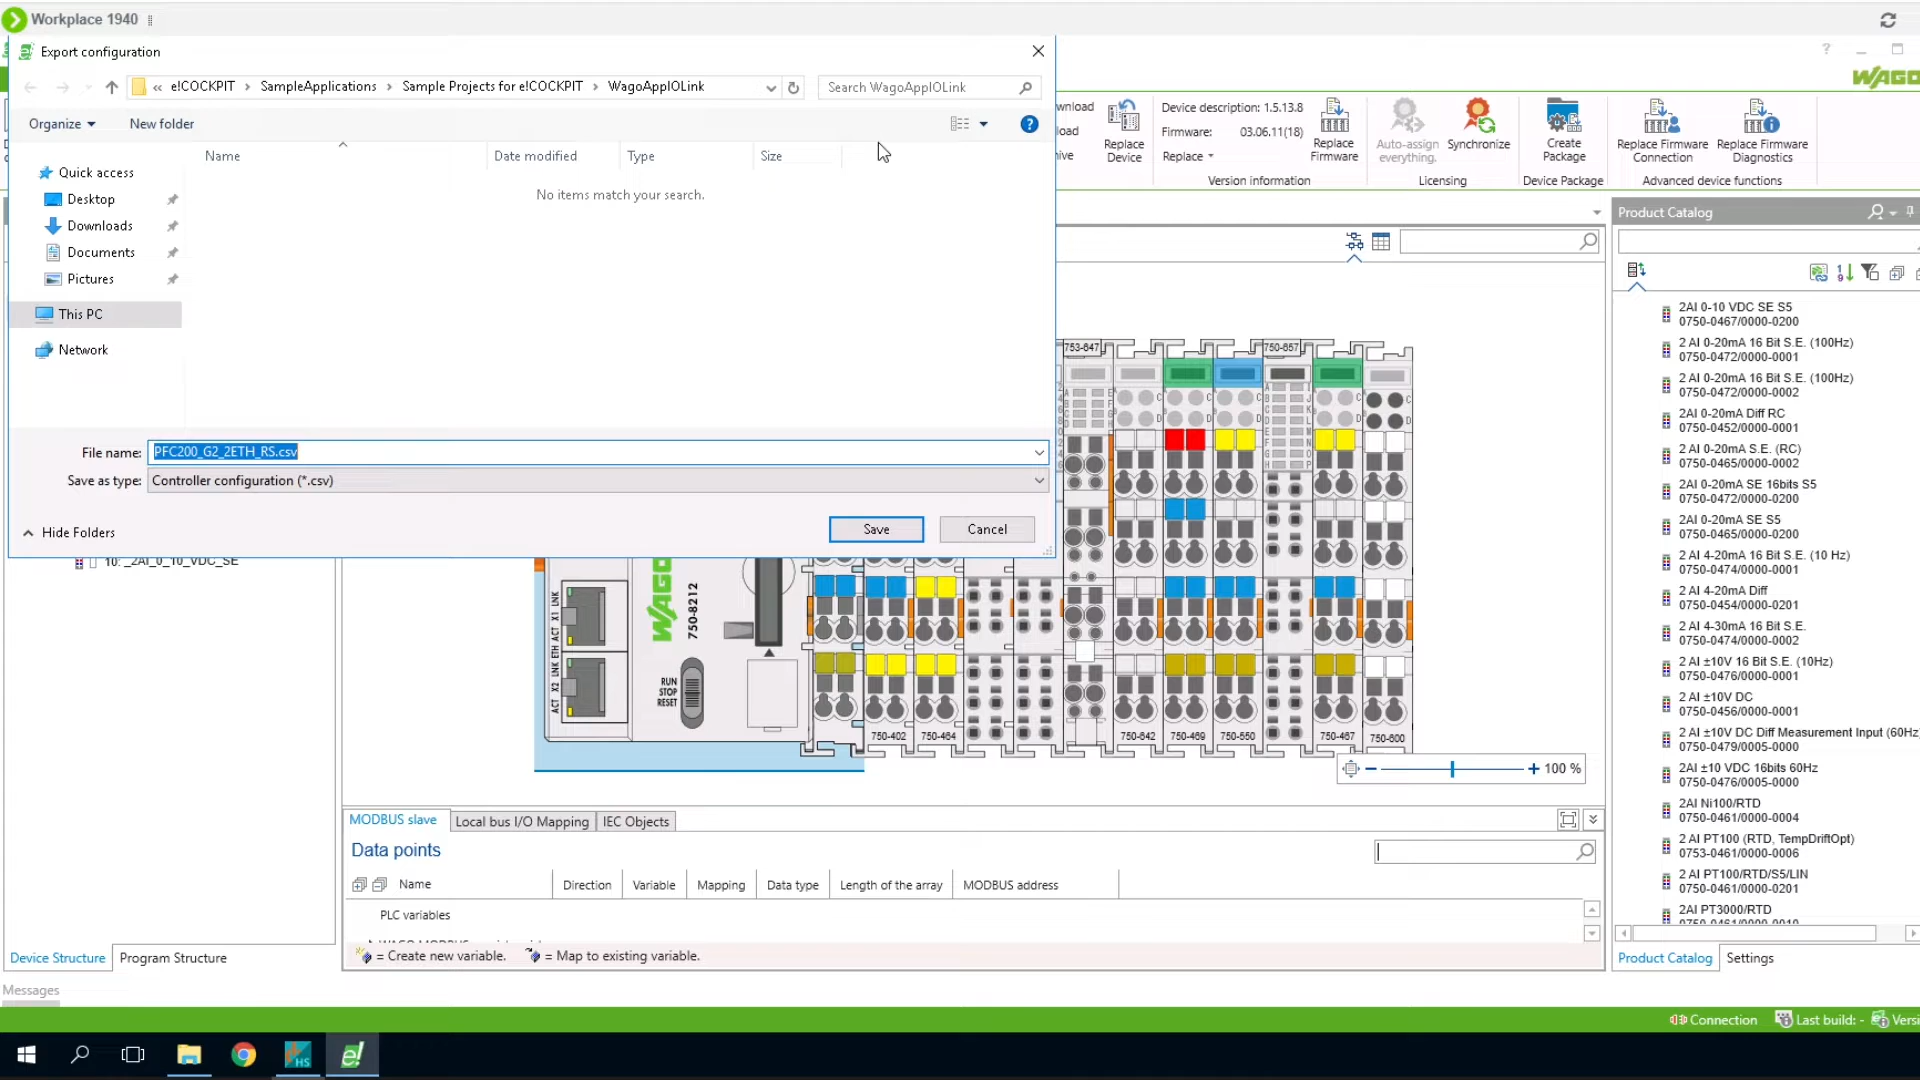 Workplace 1940
Export configuration
« e!COCKPIT › SampleApplications › Sample Projects for e!COCKPIT › WagoAppIOLink
Search WagoAppIOLink
Organize
New folder
Name
Date modified
Type
Size
No items match your search.
Quick access
Desktop
Downloads
Documents
Pictures
This PC
Network
File name:
PFC200_G2_2ETH_RS.csv
Save as type:
Controller configuration (*.csv)
Hide Folders
Save
Cancel
10: _2AI_0_10_VDC_SE
Device Structure
Program Structure
Messages
WAGO
Replace Device
Device description: 1.5.13.8
Firmware: 03.06.11(18)
Replace
Replace Firmware
Version information
Auto-assign everything.
Synchronize
Licensing
Create Package
Device Package
Replace Firmware Connection
Replace Firmware Diagnostics
Advanced device functions
753-647
750-657
WAGO
750-8212
ACT X1 LNK
ETH
ACT X2 LNK
RUN
STOP
RESET
750-402
750-464
750-642
750-469
750-550
750-467
750-600
100 %
MODBUS slave
Local bus I/O Mapping
IEC Objects
Data points
Name
Direction
Variable
Mapping
Data type
Length of the array
MODBUS address
PLC variables
= Create new variable.
= Map to existing variable.
Product Catalog
2AI 0-10 VDC SE S5
0750-0467/0000-0200
2 AI 0-20mA 16 Bit S.E. (100Hz)
0750-0472/0000-0001
2 AI 0-20mA 16 Bit S.E. (100Hz)
0750-0472/0000-0002
2AI 0-20mA Diff RC
0750-0452/0000-0001
2 AI 0-20mA S.E. (RC)
0750-0465/0000-0002
2AI 0-20mA SE 16bits S5
0750-0472/0000-0200
2AI 0-20mA SE S5
0750-0465/0000-0200
2 AI 4-20mA 16 Bit S.E. (10 Hz)
0750-0474/0000-0001
2 AI 4-20mA Diff
0750-0454/0000-0201
2 AI 4-30mA 16 Bit S.E.
0750-0474/0000-0002
2 AI ±10V 16 Bit S.E. (10Hz)
0750-0476/0000-0001
2 AI ±10V DC
0750-0456/0000-0001
2 AI ±10V DC Diff Measurement Input (60Hz)
0750-0479/0005-0000
2AI ±10 VDC 16bits 60Hz
0750-0476/0005-0000
2AI Ni100/RTD
0750-0461/0000-0004
2 AI PT100 (RTD, TempDriftOpt)
0753-0461/0000-0006
2 AI PT100/RTD/S5/LIN
0750-0461/0000-0201
2AI PT3000/RTD
Product Catalog
Settings
Connection
Last build: -
HS
e!